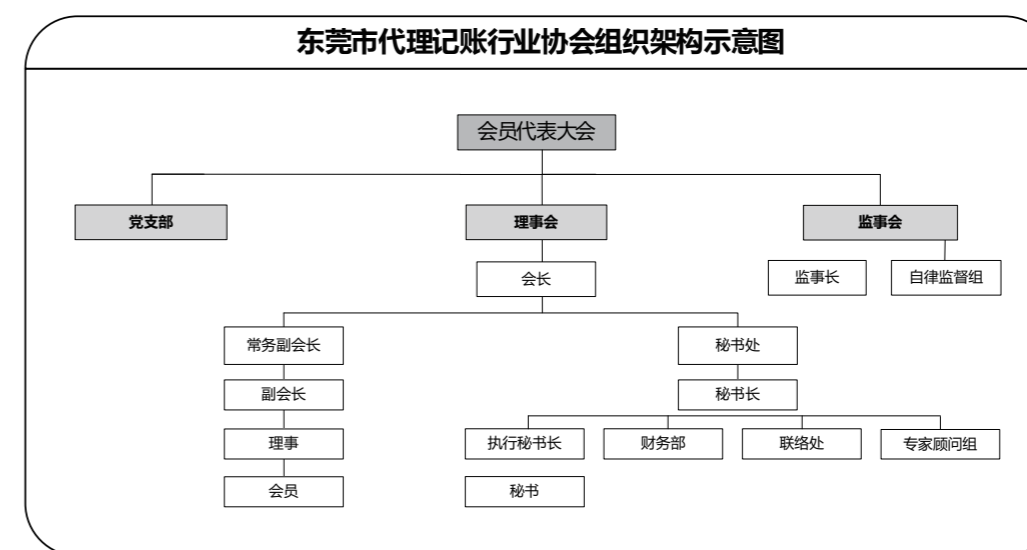 东莞市代理记账行业协会组织架构示意图
会员代表大会
党支部
理事会
监事会
会长
监事长
自律监督组
常务副会长
秘书处
副会长
秘书长
理事
执行秘书长
财务部
联络处
专家顾问组
会员
秘书